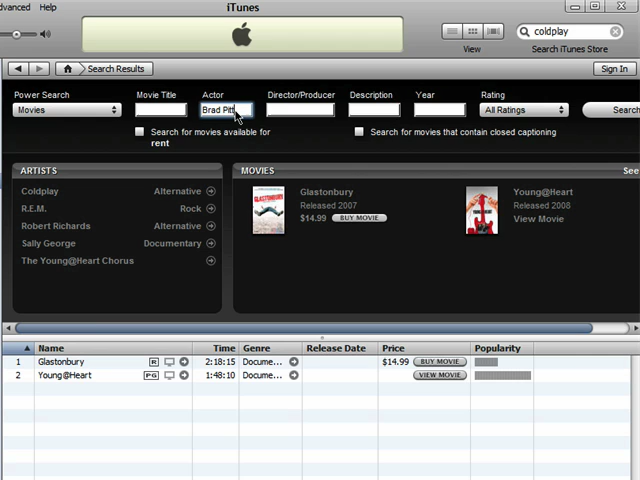 dvanced Help
iTunes
coldplay
View
Search iTunes Store
Search Results
Sign In
Power Search
Movie Title
Actor
Director/Producer
Description
Year
Rating
Movies
Brad Pitt
All Ratings
Search
Search for movies available for rent
Search for movies that contain closed captioning
ARTISTS
Coldplay Alternative
R.E.M. Rock
Robert Richards Alternative
Sally George Documentary
The Young@Heart Chorus
MOVIES
See
Glastonbury
Released 2007
$14.99 BUY MOVIE
Young@Heart
Released 2008
View Movie
Name Time Genre Release Date Price Popularity
1 Glastonbury R 2:18:15 Docume... $14.99 BUY MOVIE
2 Young@Heart PG 1:48:10 Docume... VIEW MOVIE